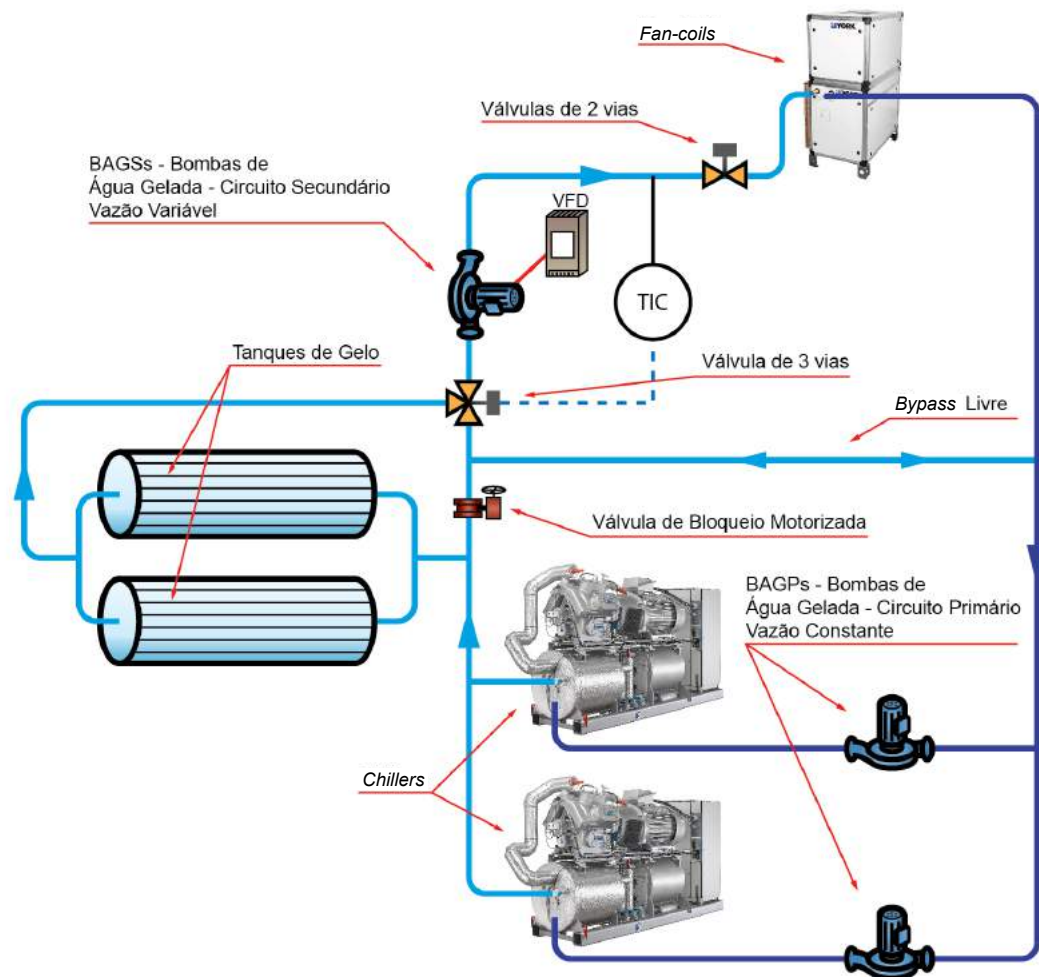 YORK
Fan-coils
Válvulas de 2 vias
BAGSs - Bombas de
Água Gelada - Circuito Secundário
Vazão Variável
VFD
TIC
Tanques de Gelo
Válvula de 3 vias
Bypass Livre
Válvula de Bloqueio Motorizada
BAGPs - Bombas de
Água Gelada - Circuito Primário
Vazão Constante
Chillers